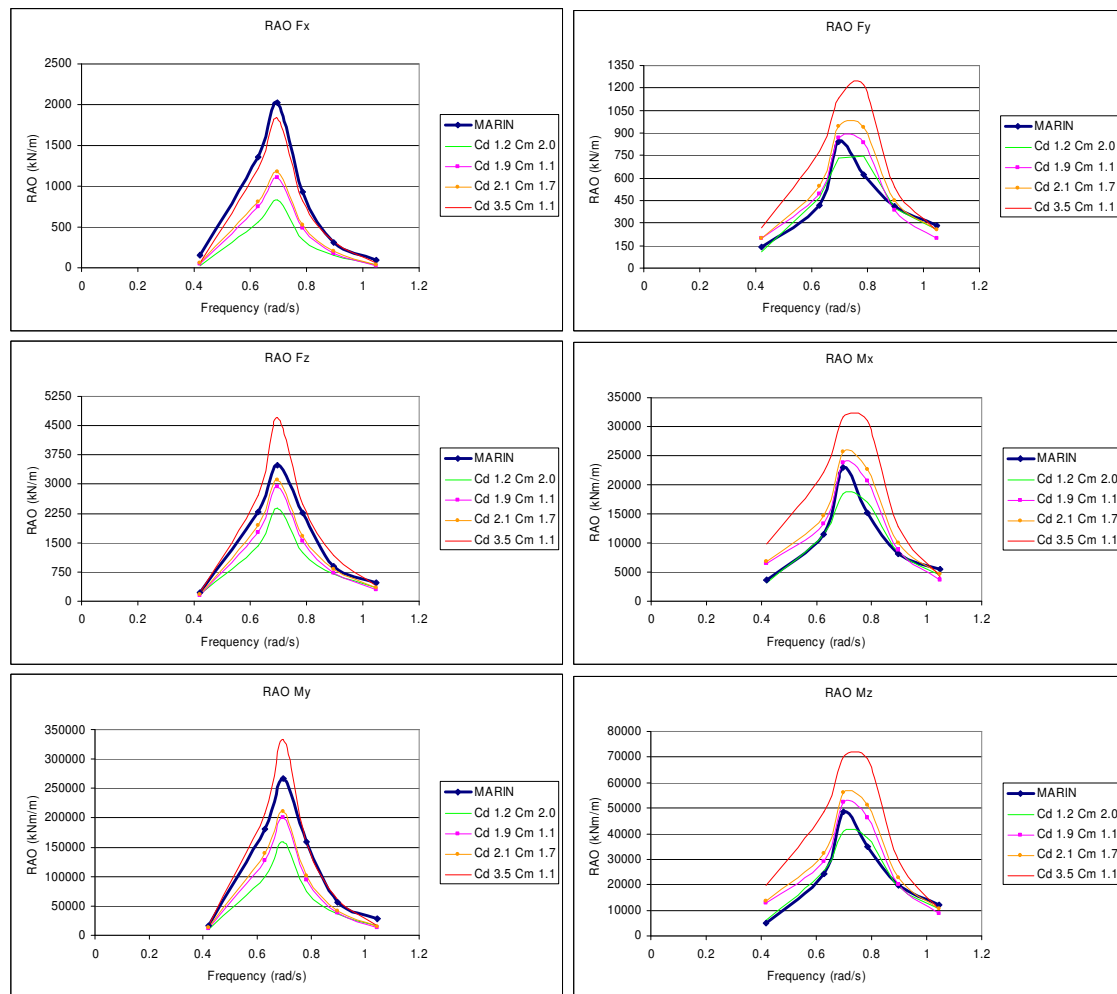 RAO Fx
2500
2000
1500
1000
500
0
RAO (kN/m)
0 0.2 0.4 0.6 0.8 1 1.2
Frequency (rad/s)
MARIN
Cd 1.2 Cm 2.0
Cd 1.9 Cm 1.1
Cd 2.1 Cm 1.7
Cd 3.5 Cm 1.1
RAO Fy
1350
1200
1050
900
750
600
450
300
150
0
RAO (kN/m)
0 0.2 0.4 0.6 0.8 1 1.2
Frequency (rad/s)
MARIN
Cd 1.2 Cm 2.0
Cd 1.9 Cm 1.1
Cd 2.1 Cm 1.7
Cd 3.5 Cm 1.1
RAO Fz
5250
4500
3750
3000
2250
1500
750
0
RAO (kN/m)
0 0.2 0.4 0.6 0.8 1 1.2
Frequency (rad/s)
MARIN
Cd 1.2 Cm 2.0
Cd 1.9 Cm 1.1
Cd 2.1 Cm 1.7
Cd 3.5 Cm 1.1
RAO Mx
35000
30000
25000
20000
15000
10000
5000
0
RAO (kNm/m)
0 0.2 0.4 0.6 0.8 1 1.2
Frequency (rad/s)
MARIN
Cd 1.2 Cm 2.0
Cd 1.9 Cm 1.1
Cd 2.1 Cm 1.7
Cd 3.5 Cm 1.1
RAO My
350000
300000
250000
200000
150000
100000
50000
0
RAO (kNm/m)
0 0.2 0.4 0.6 0.8 1 1.2
Frequency (rad/s)
MARIN
Cd 1.2 Cm 2.0
Cd 1.9 Cm 1.1
Cd 2.1 Cm 1.7
Cd 3.5 Cm 1.1
RAO Mz
80000
70000
60000
50000
40000
30000
20000
10000
0
RAO (kNm/m)
0 0.2 0.4 0.6 0.8 1 1.2
Frequency (rad/s)
MARIN
Cd 1.2 Cm 2.0
Cd 1.9 Cm 1.1
Cd 2.1 Cm 1.7
Cd 3.5 Cm 1.1